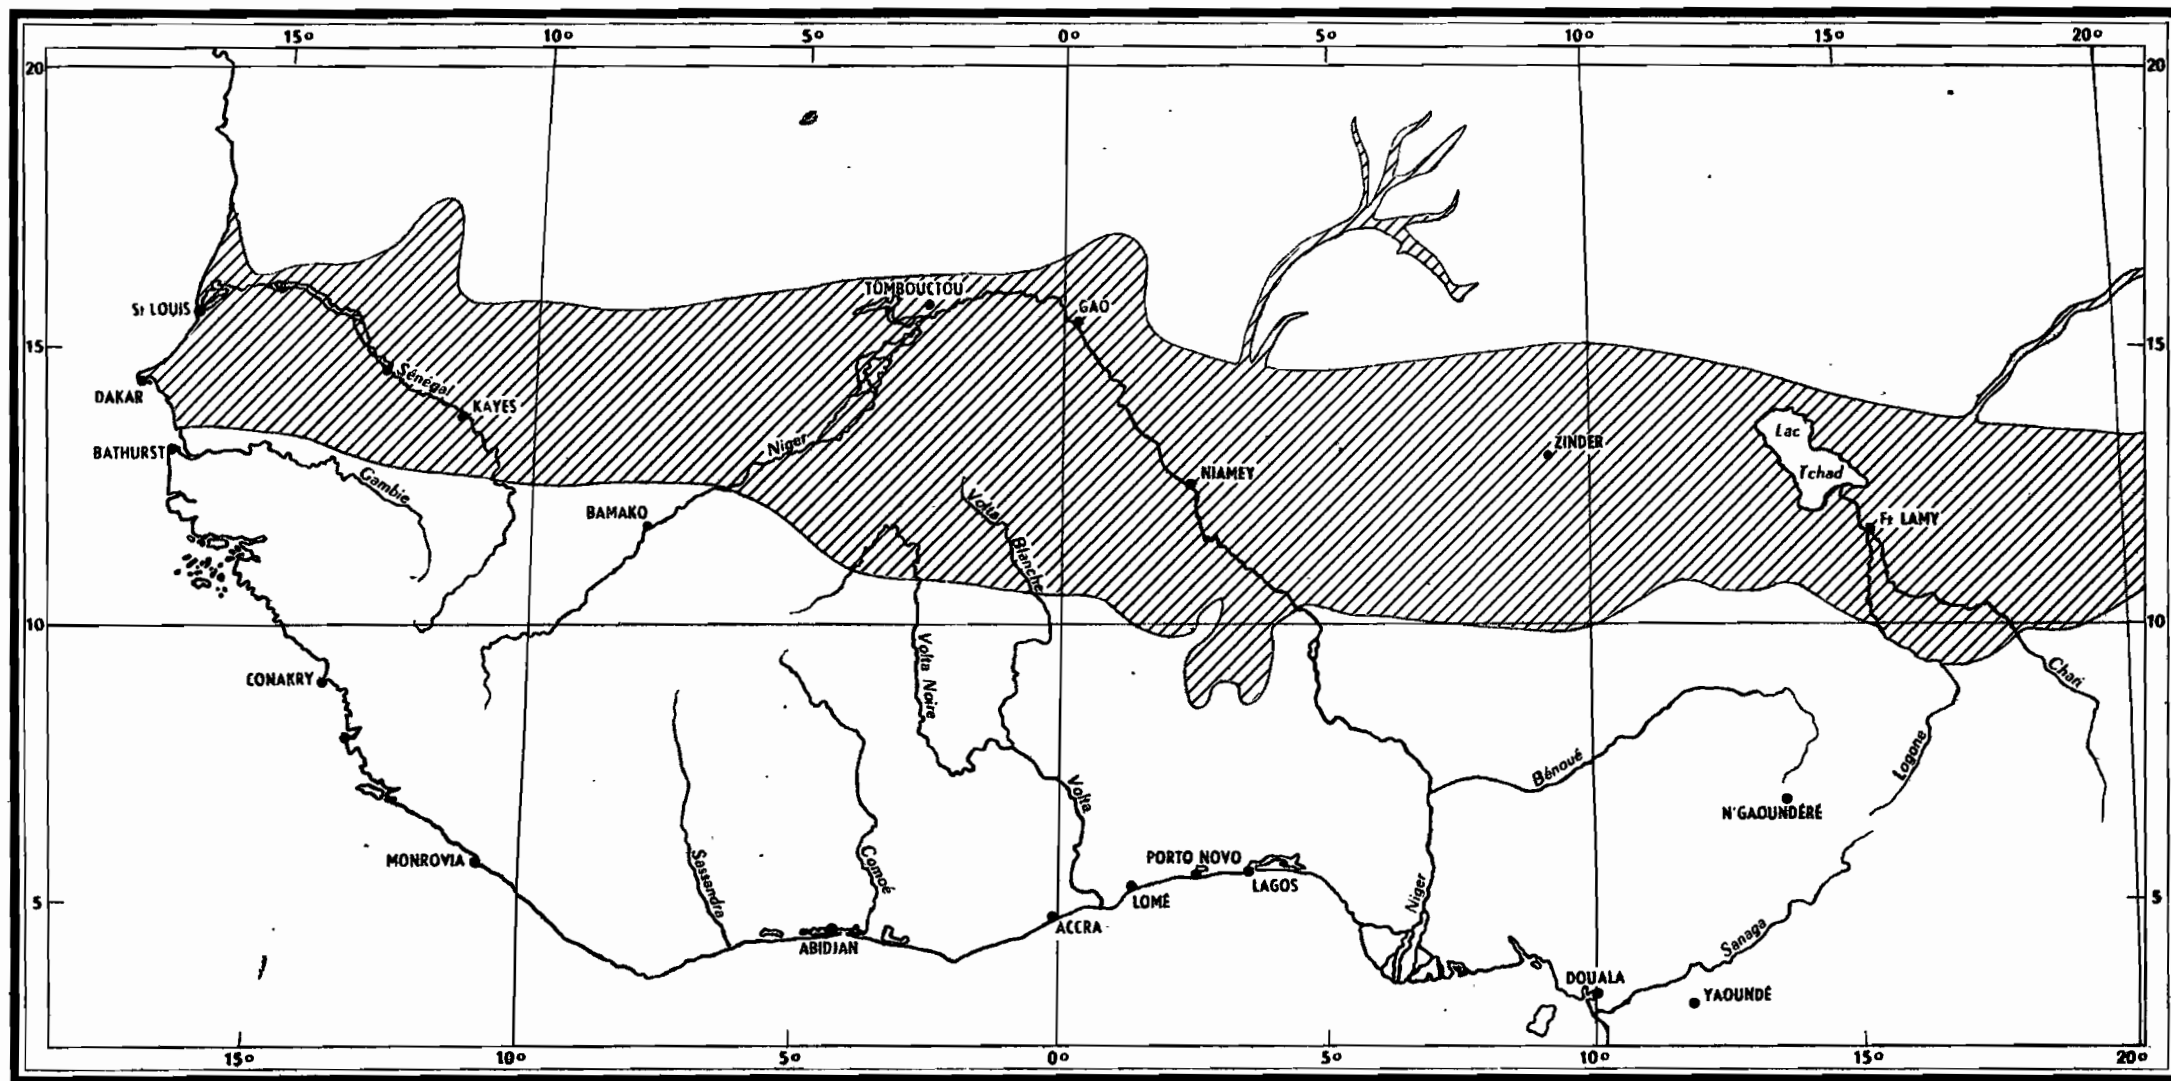 15° 10° 5° 0° 5° 10° 15° 20°
20 20
TOMBOUCTOU
St LOUIS
GAO
15 15
Sénégal
DAKAR
KAYES
Niger
Lac
ZINDER
BATHURST
Tchad
NIAMEY
Gambie
Volta
Blanche
BAMAKO
Ft LAMY
10 10
Volta Noire
CONAKRY
Chari
Logone
Bénoué
Volta
N'GAOUNDÉRÉ
MONROVIA
Sassandra
Comoé
PORTO NOVO
LAGOS
Niger
LOMÉ
5 5
ACCRA
Sanaga
ABIDJAN
DOUALA
YAOUNDÉ
15° 10° 5° 0° 5° 10° 15° 20°